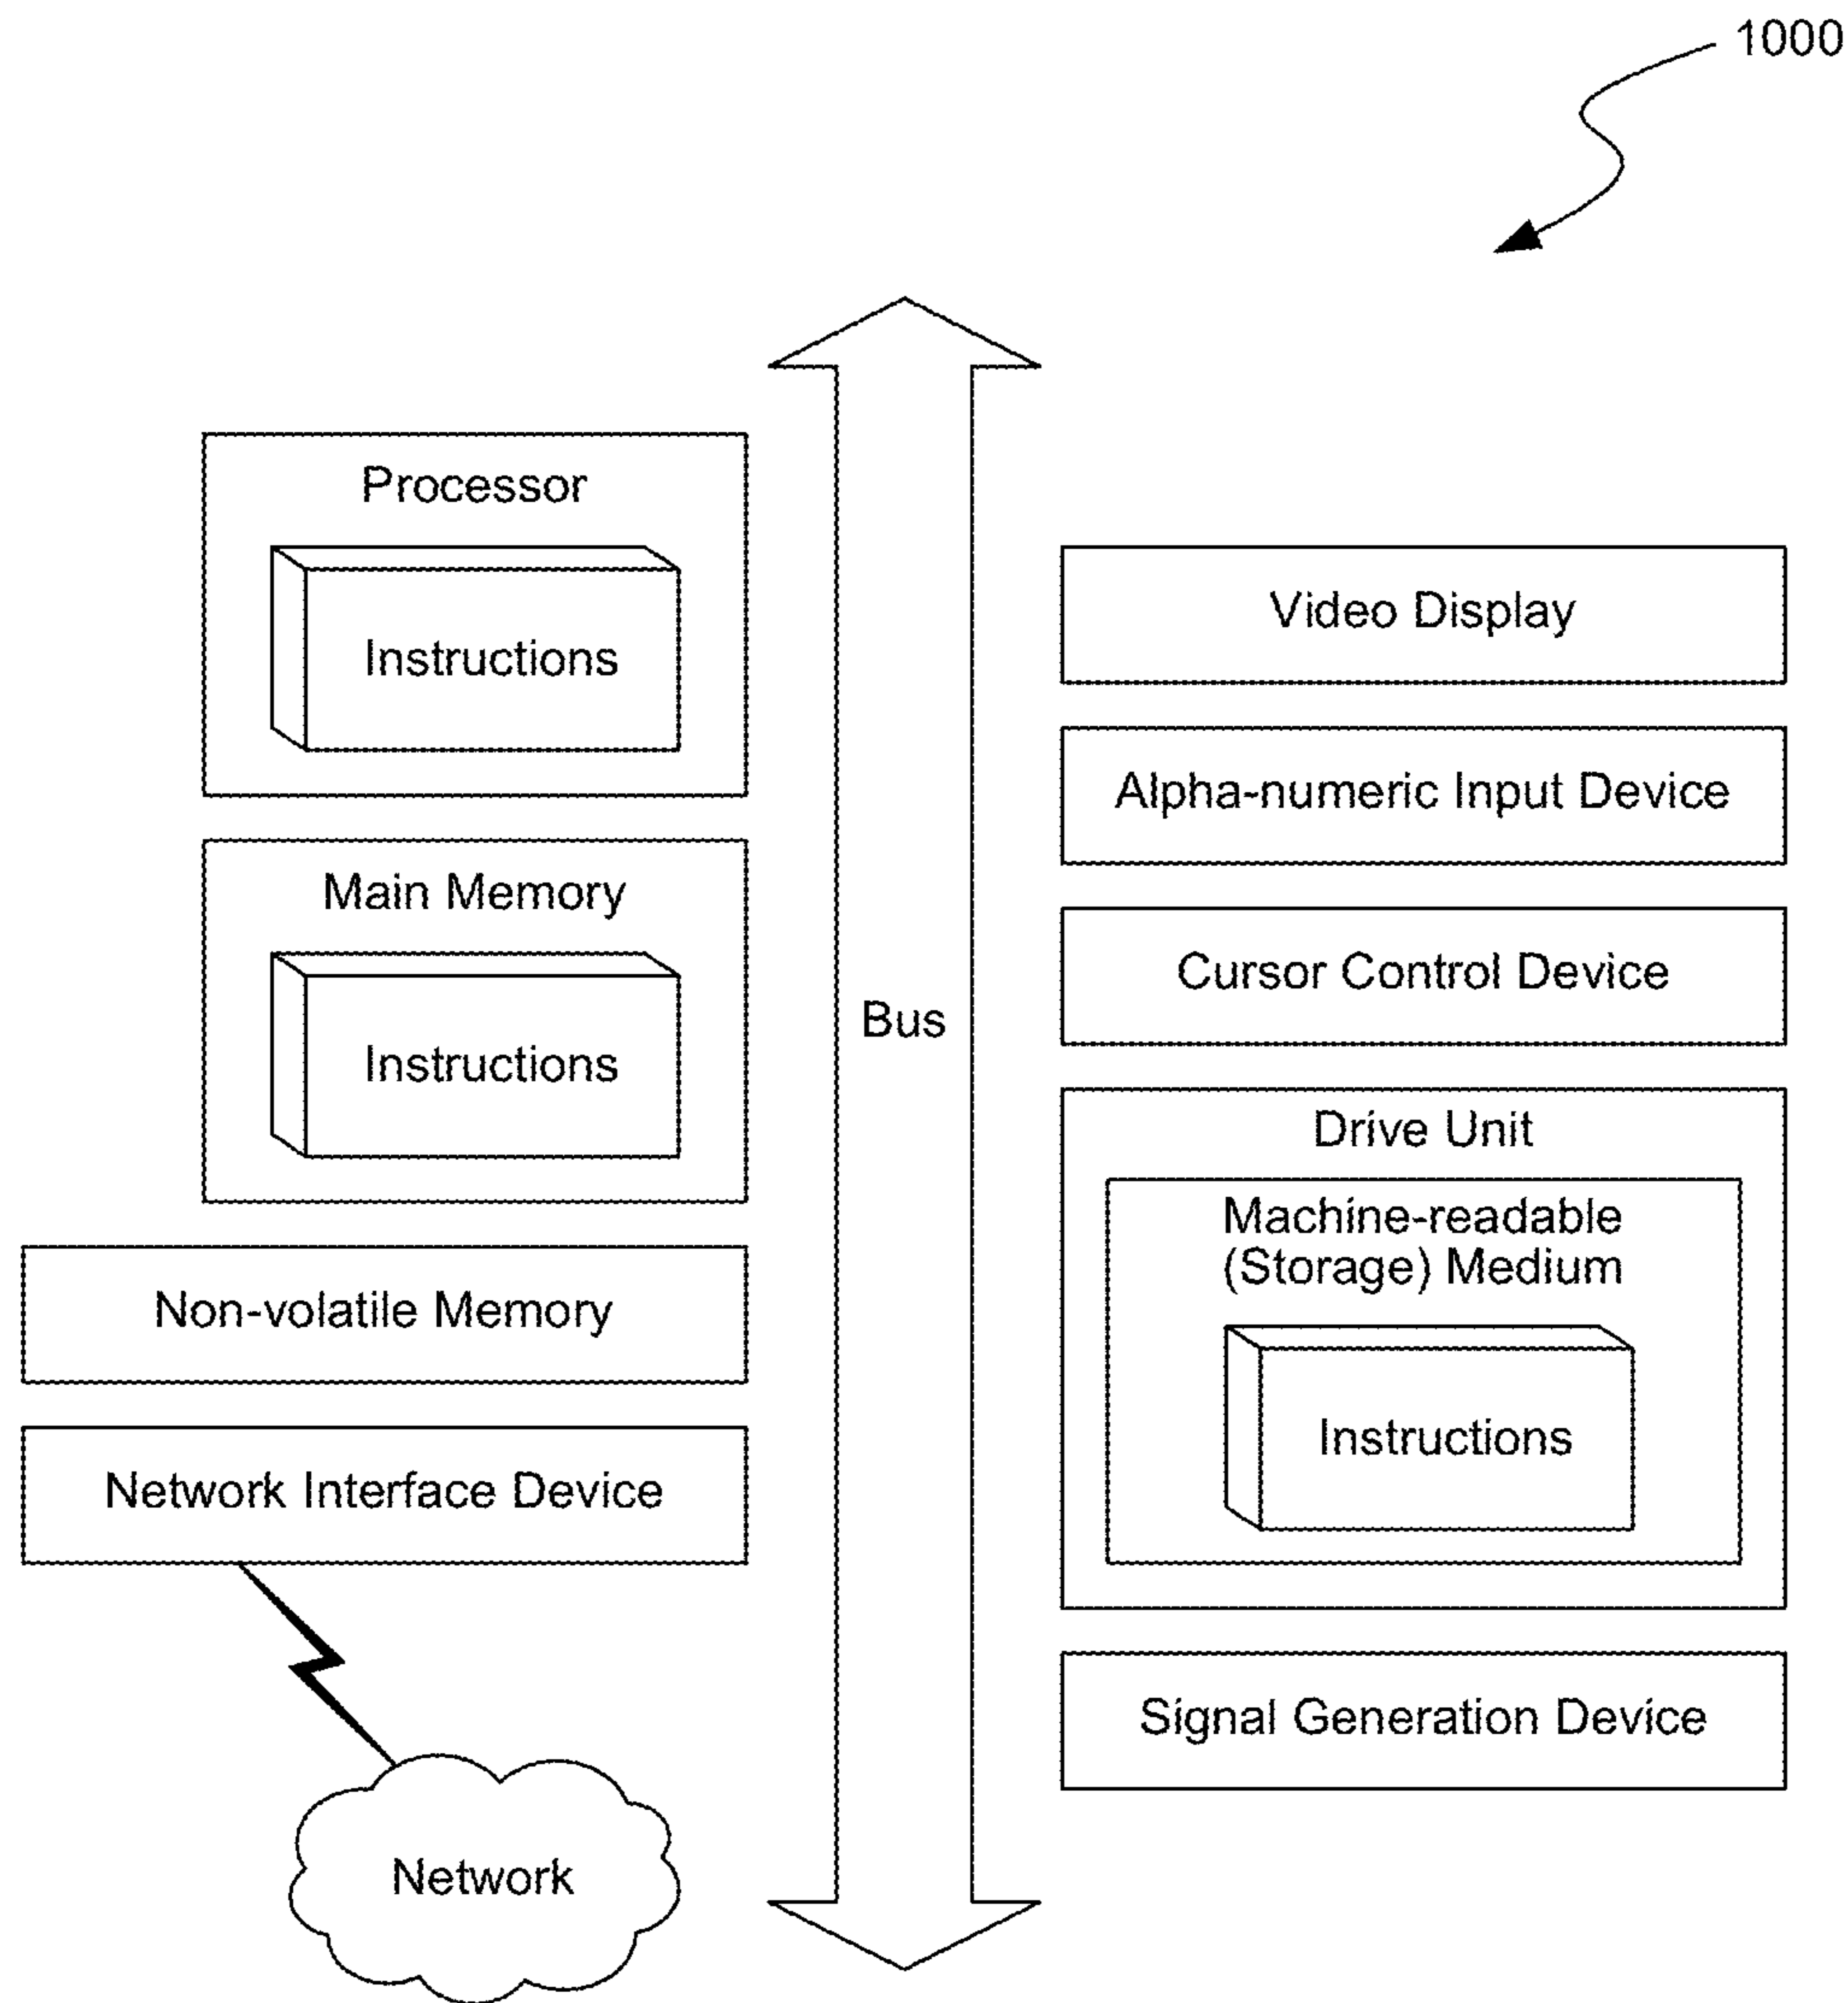 1000
Processor
Instructions
Main Memory
Instructions
Non-volatile Memory
Network Interface Device
Network
Bus
Video Display
Alpha-numeric Input Device
Cursor Control Device
Drive Unit
Machine-readable
(Storage) Medium
Instructions
Signal Generation Device